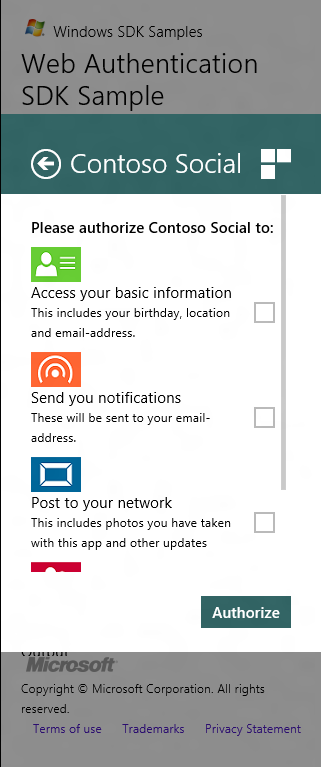 Windows SDK Samples
Web Authentication
SDK Sample
Contoso Social
Please authorize Contoso Social to:
Access your basic information
This includes your birthday, location
and email-address.
Send you notifications
These will be sent to your email-
address.
Post to your network
This includes photos you have taken
with this app and other updates
Authorize
Output
Microsoft
Copyright © Microsoft Corporation. All rights
reserved.
Terms of use Trademarks Privacy Statement